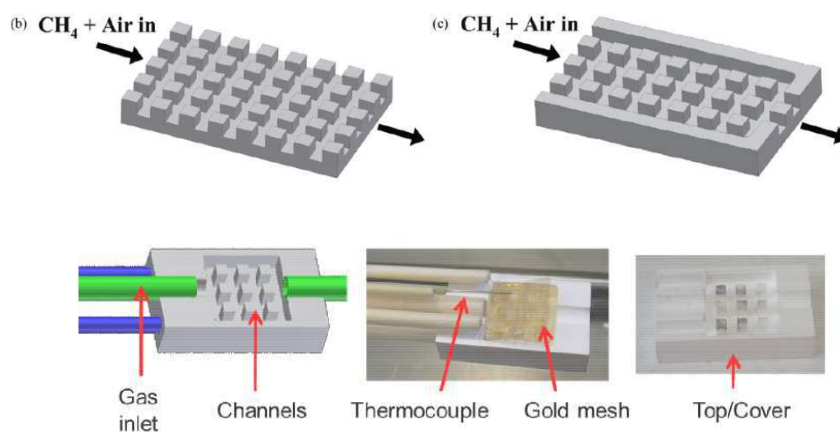 (b) CH4 + Air in
(c) CH4 + Air in
Gas
inlet
Channels
Thermocouple
Gold mesh
Top/Cover